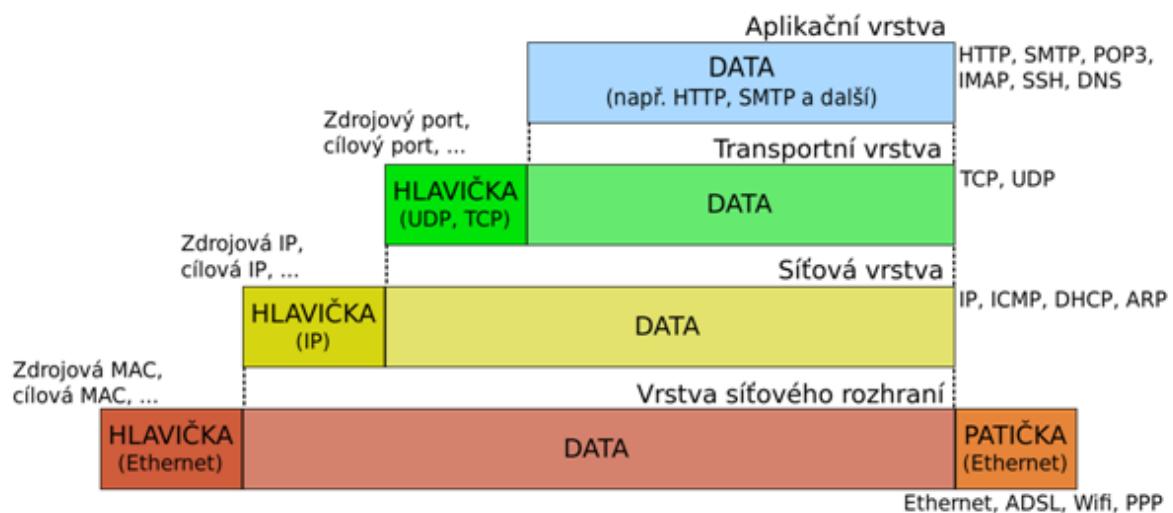 Aplikační vrstva
DATA
(např. HTTP, SMTP a další)
HTTP, SMTP, POP3,
IMAP, SSH, DNS
Zdrojový port,
cílový port, ...
Transportní vrstva
HLAVIČKA
(UDP, TCP)
DATA
TCP, UDP
Zdrojová IP,
cílová IP, ...
Síťová vrstva
HLAVIČKA
(IP)
DATA
IP, ICMP, DHCP, ARP
Zdrojová MAC,
cílová MAC, ...
Vrstva síťového rozhraní
HLAVIČKA
(Ethernet)
DATA
PATIČKA
(Ethernet)
Ethernet, ADSL, Wifi, PPP